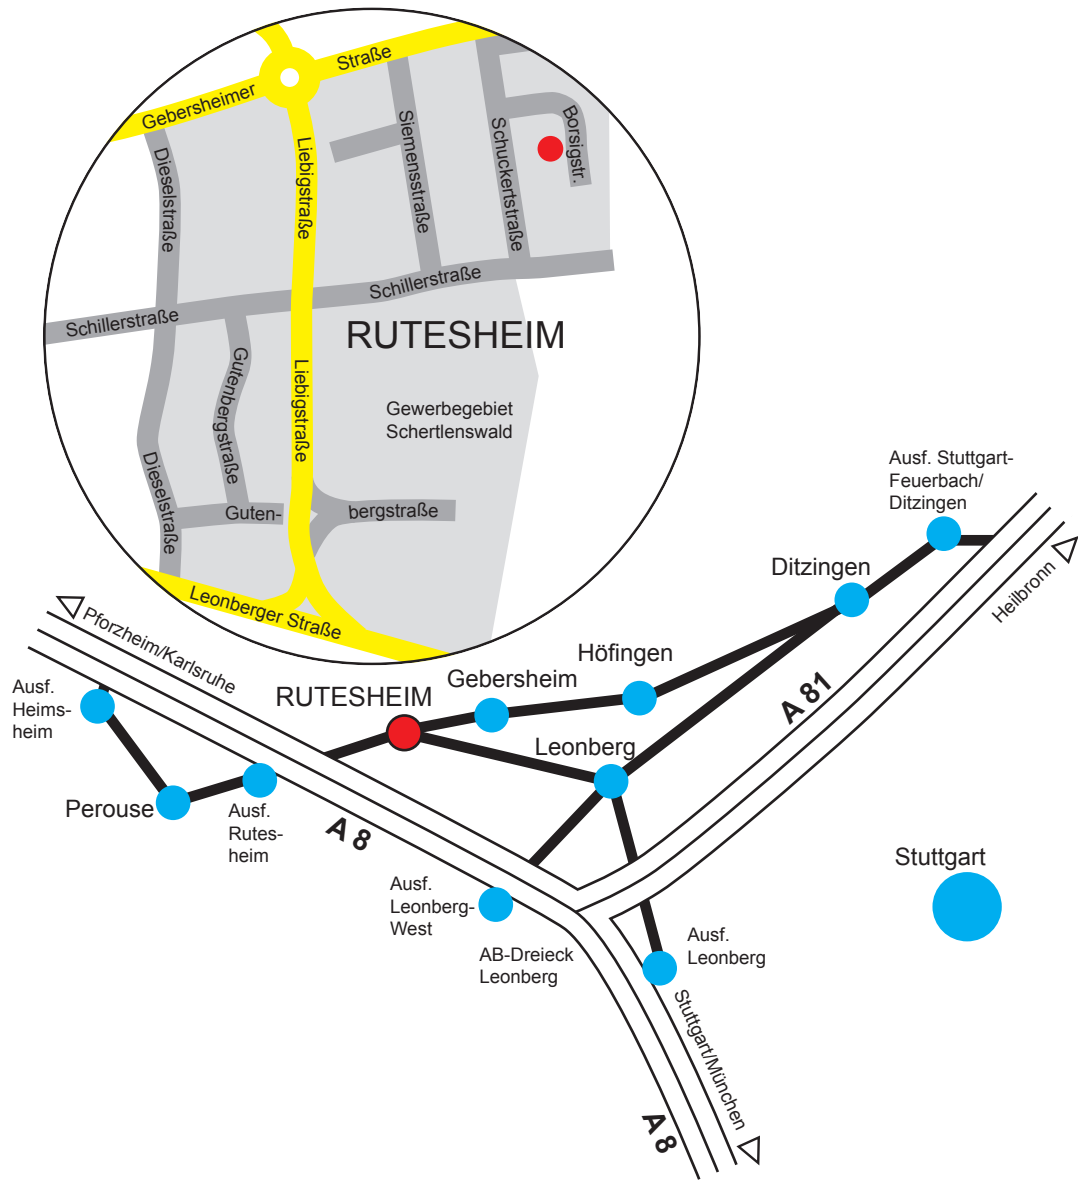 Gebersheimer
Straße
Dieselstraße
Liebigstraße
Siemensstraße
Schuckertstraße
Borsigstr.
Schillerstraße
Schillerstraße
RUTESHEIM
Gutenbergstraße
Liebigstraße
Gewerbegebiet
Schertlenswald
Dieselstraße
Guten-
bergstraße
Leonberger Straße
Ausf. Stuttgart-
Feuerbach/
Ditzingen
Ditzingen
Heilbronn
Pforzheim/Karlsruhe
Höfingen
Gebersheim
RUTESHEIM
Ausf.
Heims-
heim
A 81
Leonberg
Perouse
Ausf.
Rutes-
heim
A 8
Stuttgart
Ausf.
Leonberg-
West
AB-Dreieck
Leonberg
Ausf.
Leonberg
Stuttgart/München
A 8